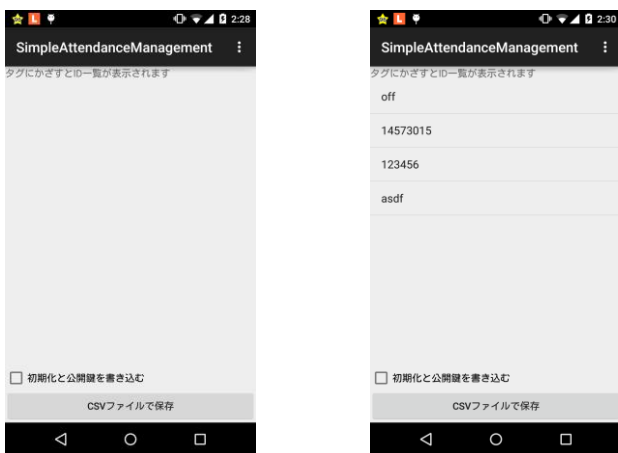 2:28
SimpleAttendanceManagement
タグにかざすとID一覧が表示されます
初期化と公開鍵を書き込む
CSVファイルで保存
2:30
SimpleAttendanceManagement
タグにかざすとID一覧が表示されます
off
14573015
123456
asdf
初期化と公開鍵を書き込む
CSVファイルで保存